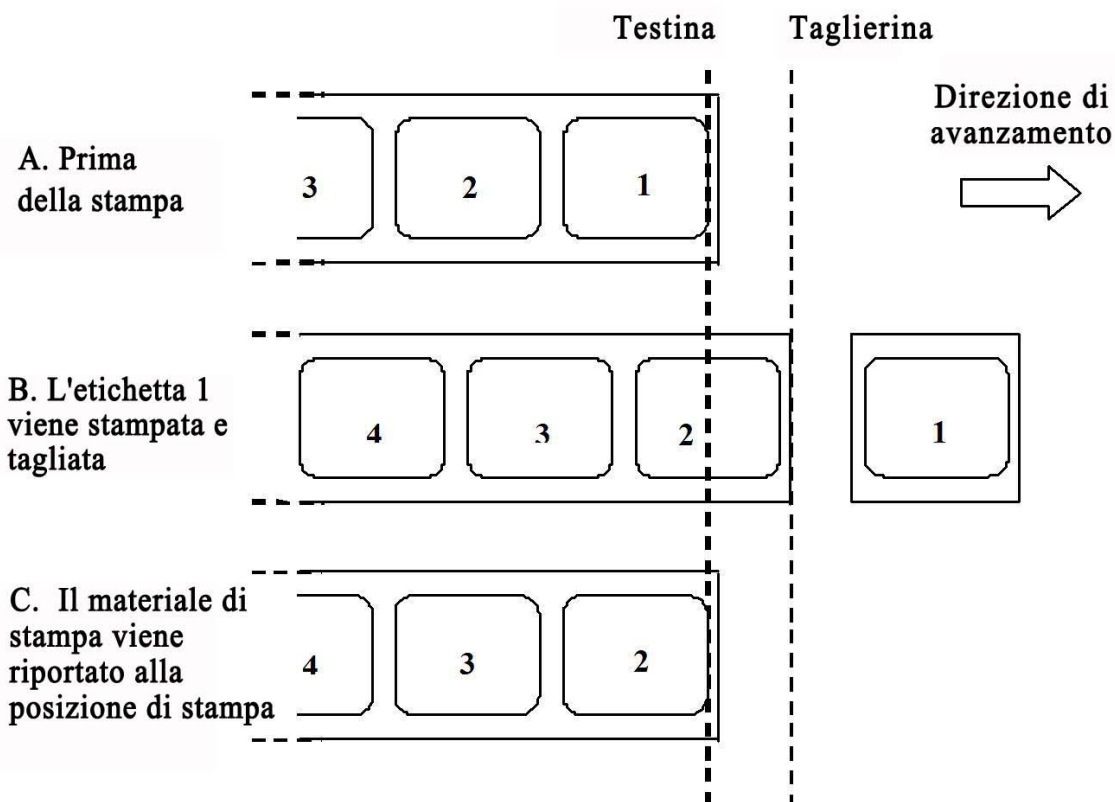 Testina
Taglierina
Direzione di
avanzamento
A. Prima
della stampa
3
2
1
B. L'etichetta 1
viene stampata e
tagliata
4
3
2
1
C. Il materiale di
stampa viene
riportato alla
posizione di stampa
4
3
2